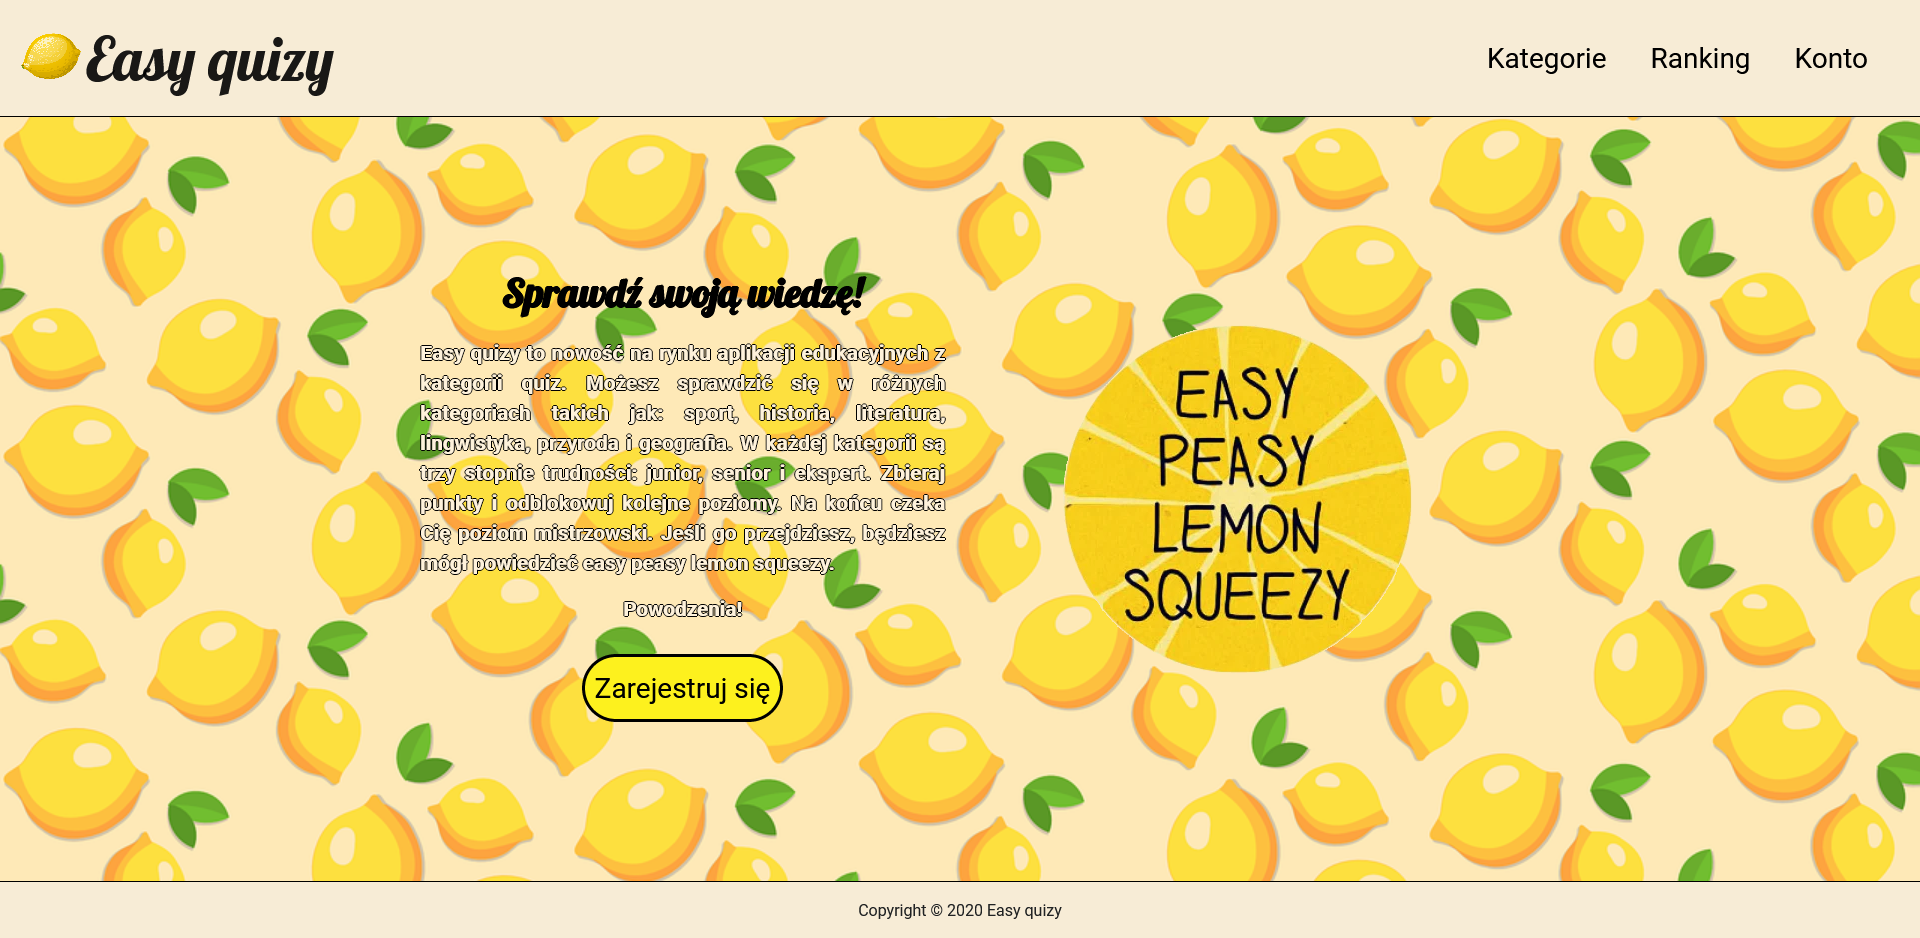 Easy quizy
Kategorie Ranking Konto
Sprawdź swoją wiedzę!
Easy quizy to nowość na rynku aplikacji edukacyjnych z
kategorii quiz. Możesz sprawdzić się w różnych
kategoriach takich jak: sport, historia, literatura,
lingwistyka, przyroda i geografia. W każdej kategorii są
trzy stopnie trudności: junior, senior i ekspert. Zbieraj
punkty i odblokowuj kolejne poziomy. Na końcu czeka
Cię poziom mistrzowski. Jeśli go przejdziesz, będziesz
mógł powiedzieć easy peasy lemon squeezy.
Powodzenia!
Zarejestruj się
EASY
PEASY
LEMON
SQUEEZY
Copyright © 2020 Easy quizy